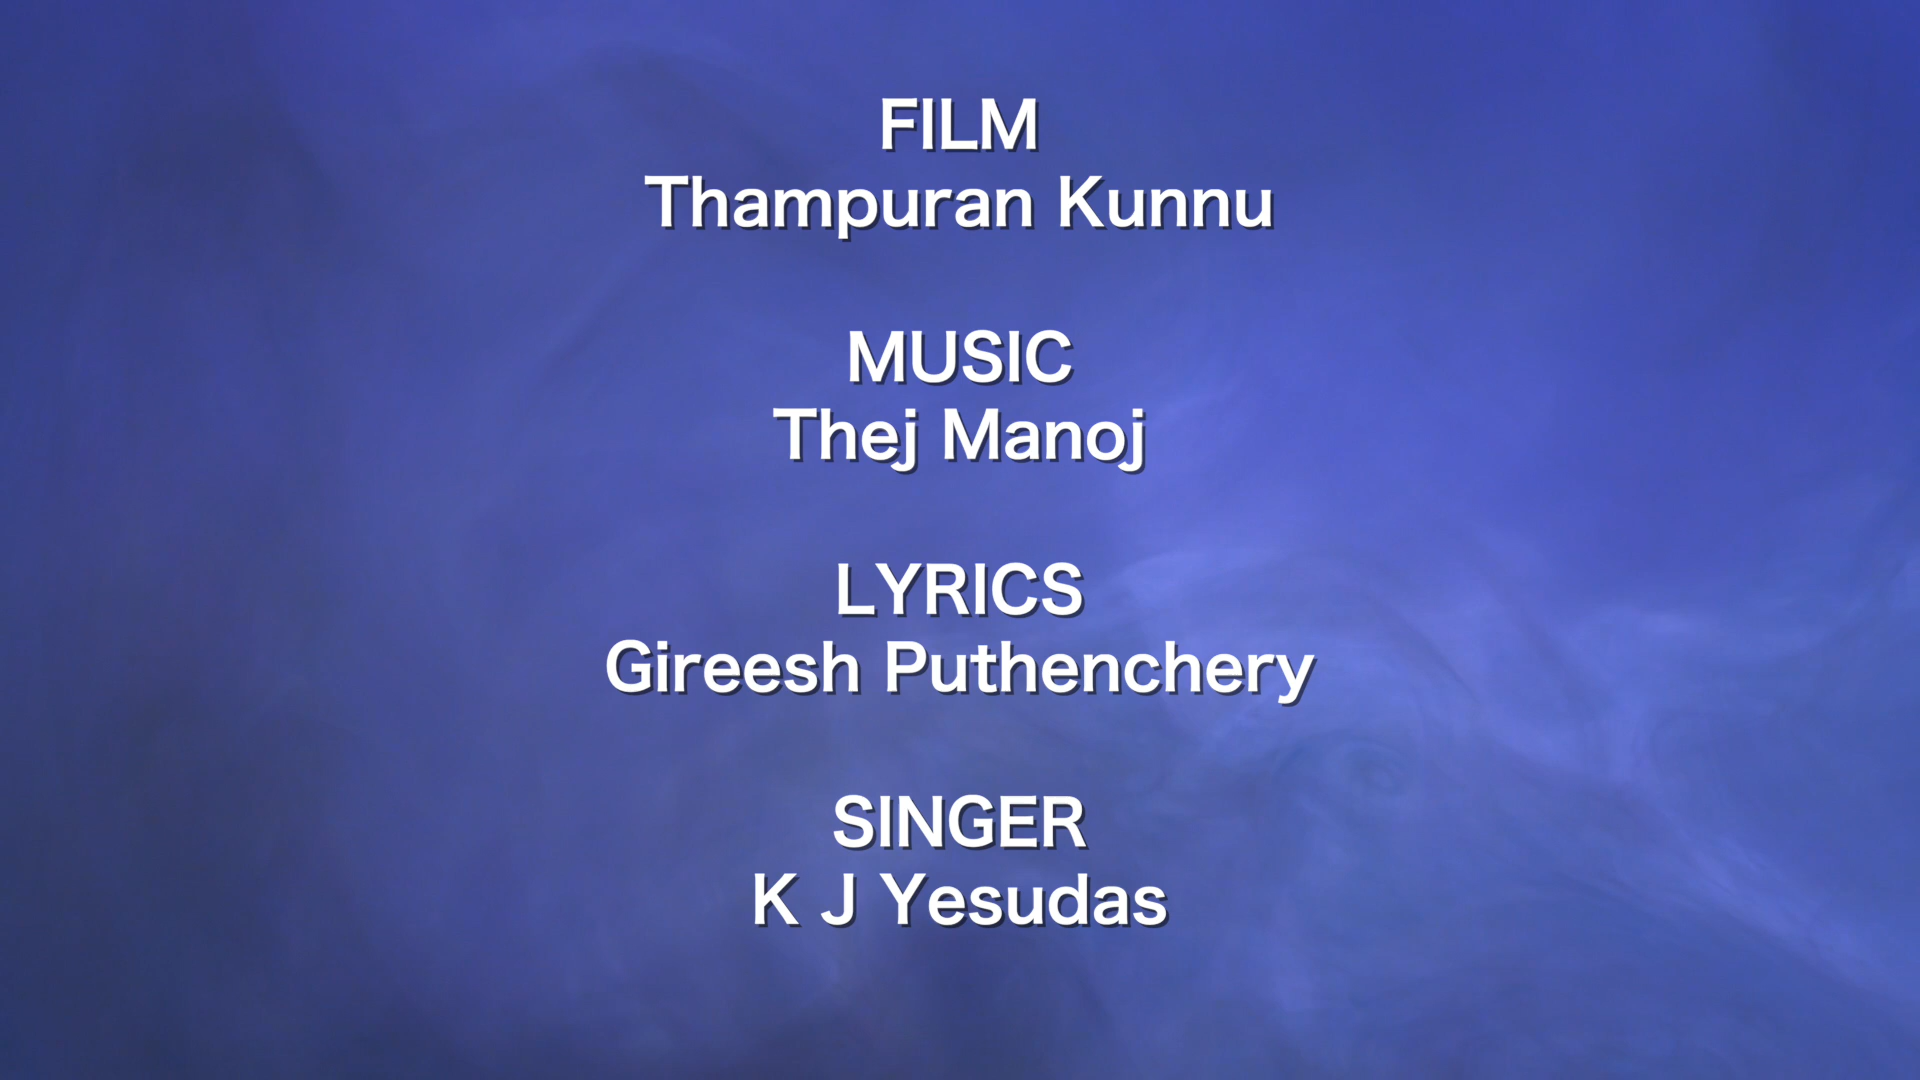 FILM
Thampuran Kunnu
MUSIC
Thej Manoj
LYRICS
Gireesh Puthenchery
SINGER
K J Yesudas